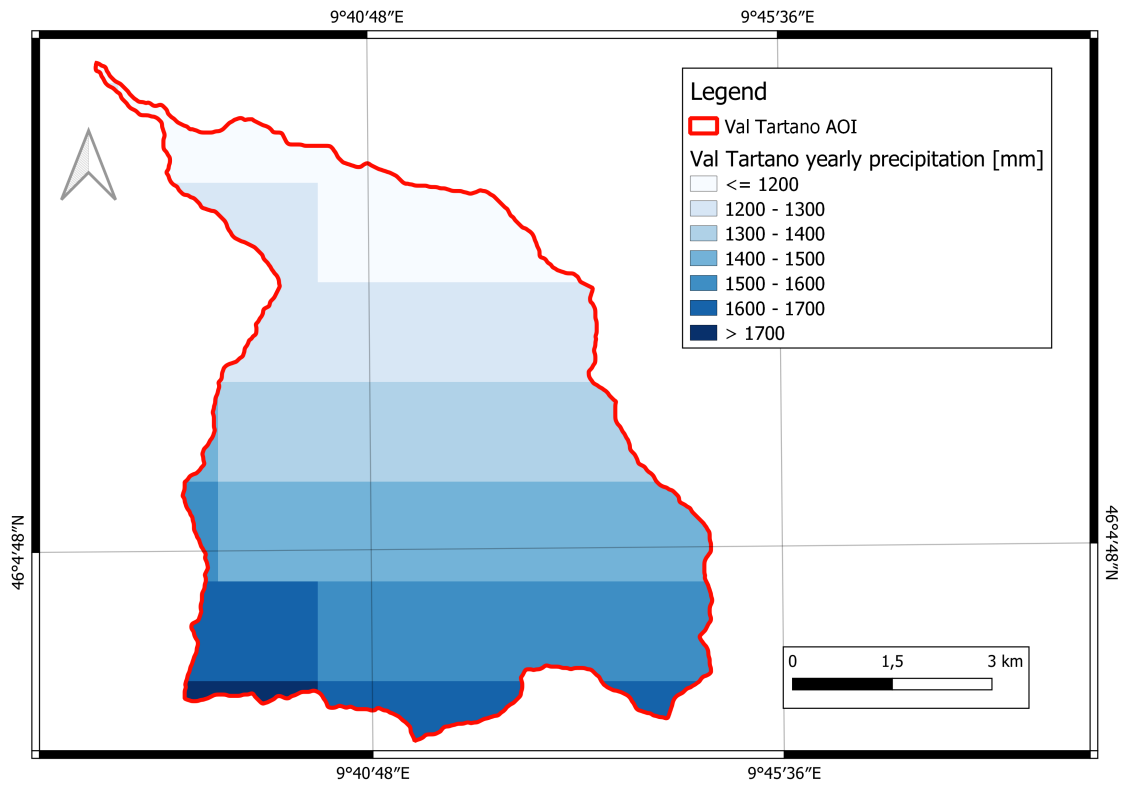 9°40′48″E
9°45′36″E
Legend
Val Tartano AOI
Val Tartano yearly precipitation [mm]
<= 1200
1200 - 1300
1300 - 1400
1400 - 1500
1500 - 1600
1600 - 1700
> 1700
46°4′48″N
46°4′48″N
0 1,5 3 km
9°40′48″E
9°45′36″E